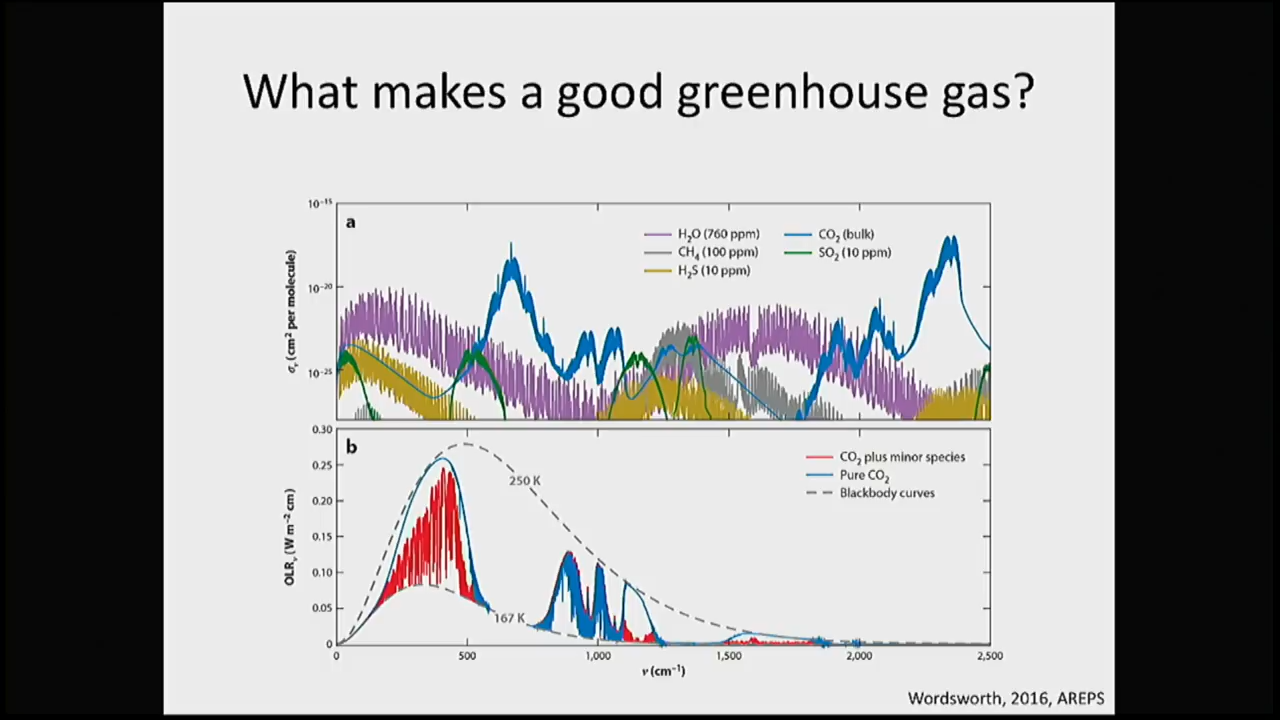 What makes a good greenhouse gas?
10⁻¹⁵
a
H₂O (760 ppm)
CO₂ (bulk)
CH₄ (100 ppm)
SO₂ (10 ppm)
H₂S (10 ppm)
10⁻²⁰
10⁻²⁵
σᵥ (cm² per molecule)
0.30
b
CO₂ plus minor species
Pure CO₂
Blackbody curves
0.25
250 K
0.20
0.15
0.10
0.05
167 K
0
OLRᵥ (W m⁻² cm)
0 500 1,000 1,500 2,000 2,500
ν (cm⁻¹)
Wordsworth, 2016, AREPS